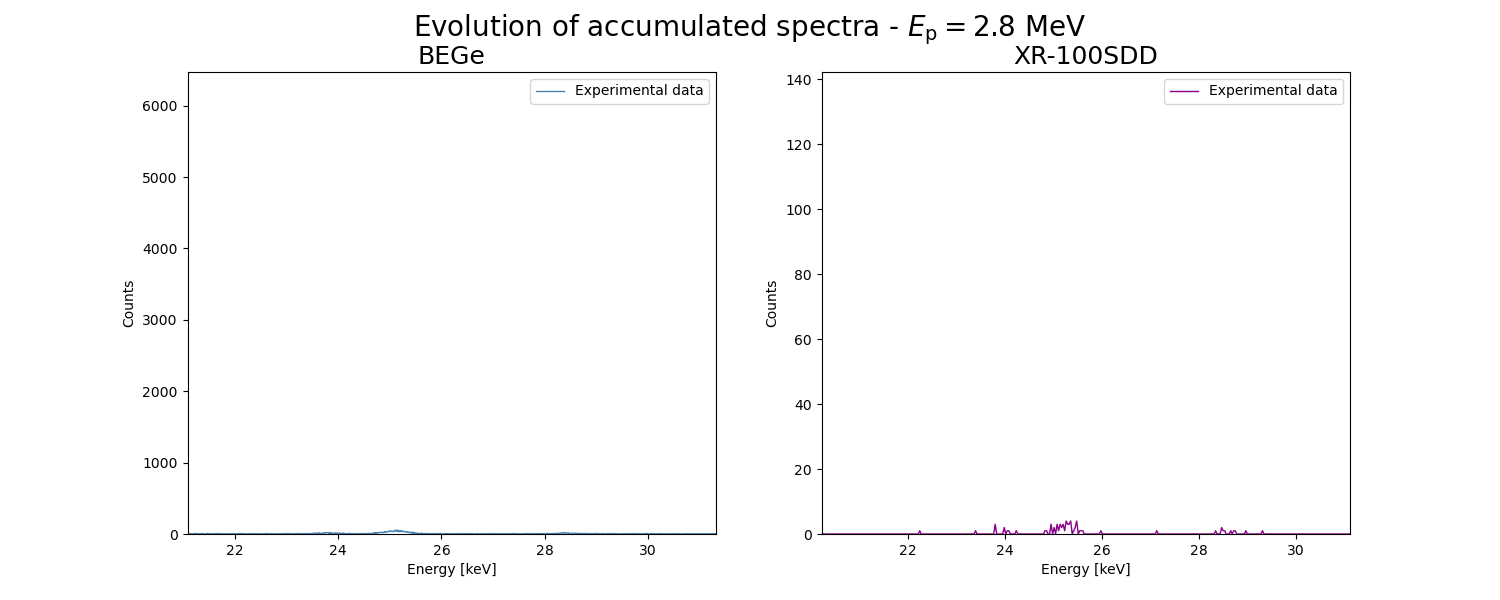 Evolution of accumulated spectra - Ep = 2.8 MeV
BEGe
Experimental data
6000
5000
4000
3000
2000
1000
0
Counts
22 24 26 28 30
Energy [keV]
XR-100SDD
Experimental data
140
120
100
80
60
40
20
0
Counts
22 24 26 28 30
Energy [keV]